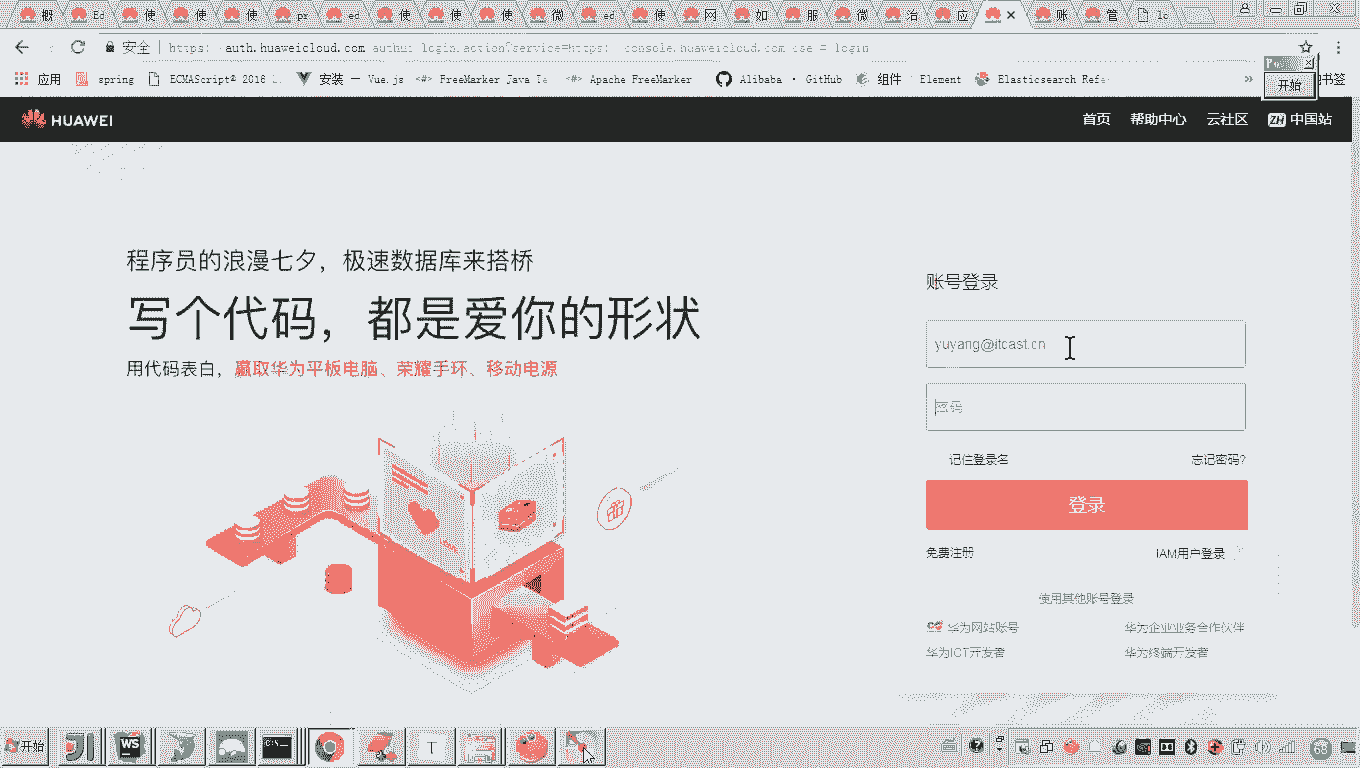 使
使
使
pr
ed
使
使
使
微
ed
使
网
如
服
微
治
应
账
管
安全
https:
auth.huaweicloud.com
login.action?service=https:
console.huaweicloud.com
login
应用
spring
ECMAScript® 2016
安装 — Vue.js
FreeMarker Java Te
Apache FreeMarker
Alibaba · GitHub
组件
Element
Elasticsearch Refe
»
开始
书签
HUAWEI
首页 帮助中心 云社区 ZH 中国站
程序员的浪漫七夕，极速数据库来搭桥
写个代码，都是爱你的形状
用代码表白，赢取华为平板电脑、荣耀手环、移动电源
账号登录
yuyang@itcast.cn
密码
记住登录名 忘记密码?
登录
免费注册 IAM用户登录
使用其他账号登录
华为网站账号 华为企业业务合作伙伴
华为ICT开发者 华为终端开发者
开始
WS
T
68